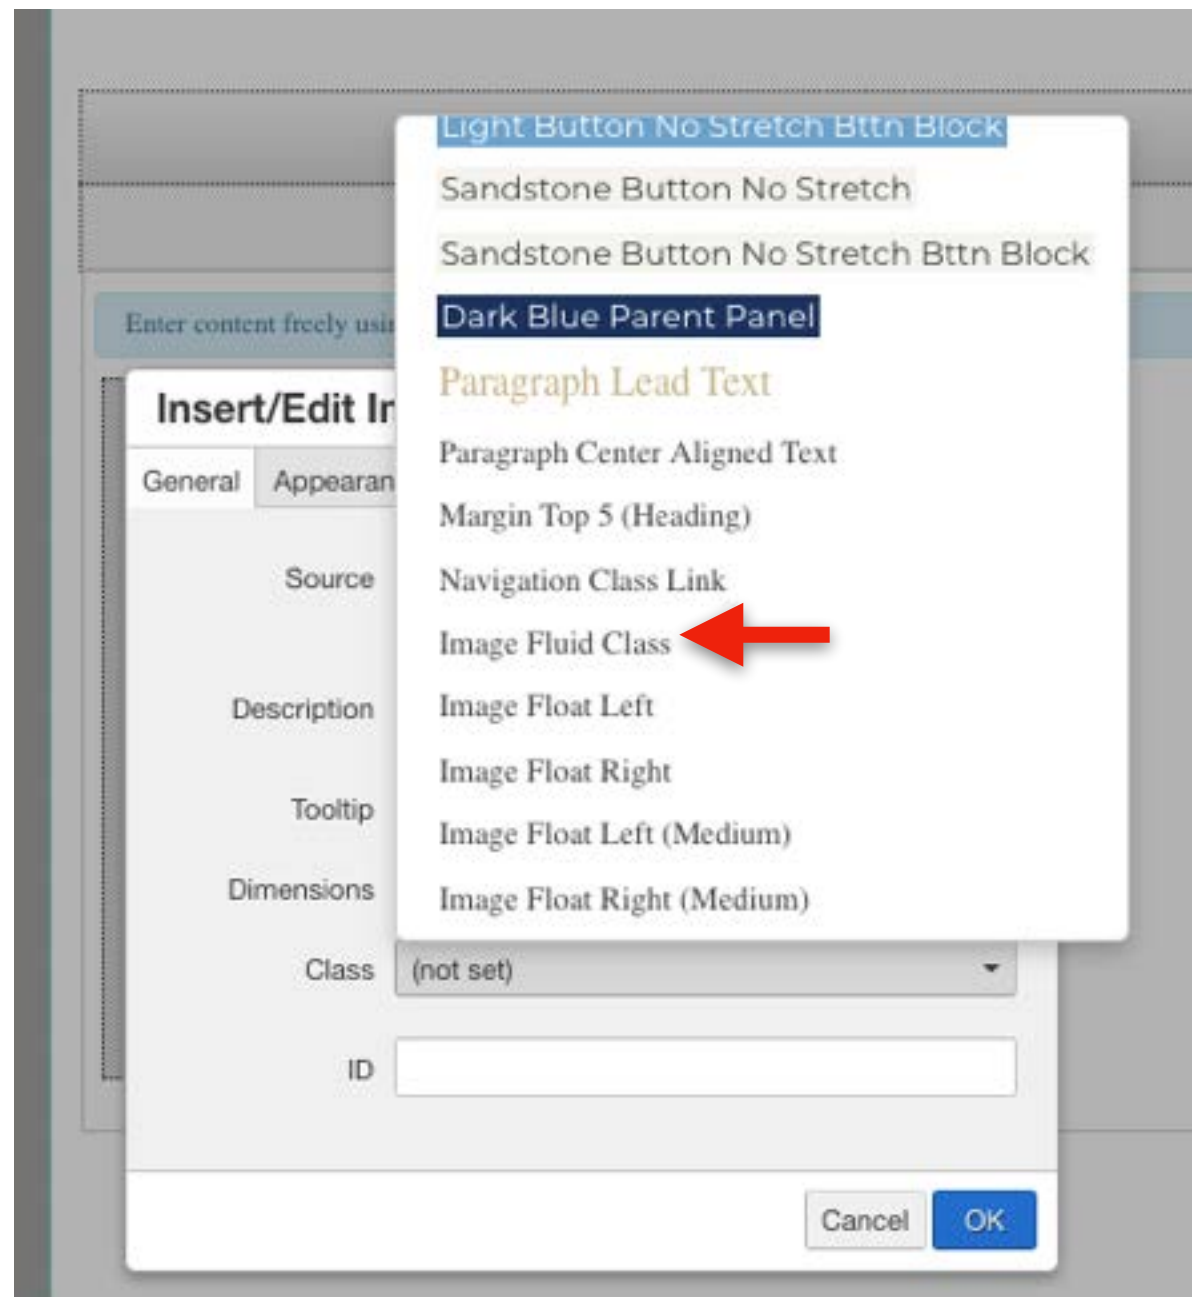 Light Button No Stretch Bttn Block
Sandstone Button No Stretch
Sandstone Button No Stretch Bttn Block
Dark Blue Parent Panel
Enter content freely usi
Paragraph Lead Text
Insert/Edit I
Paragraph Center Aligned Text
General
Appearan
Margin Top 5 (Heading)
Source
Navigation Class Link
Image Fluid Class
Description
Image Float Left
Image Float Right
Tooltip
Image Float Left (Medium)
Dimensions
Image Float Right (Medium)
Class
(not set)
ID
Cancel
OK